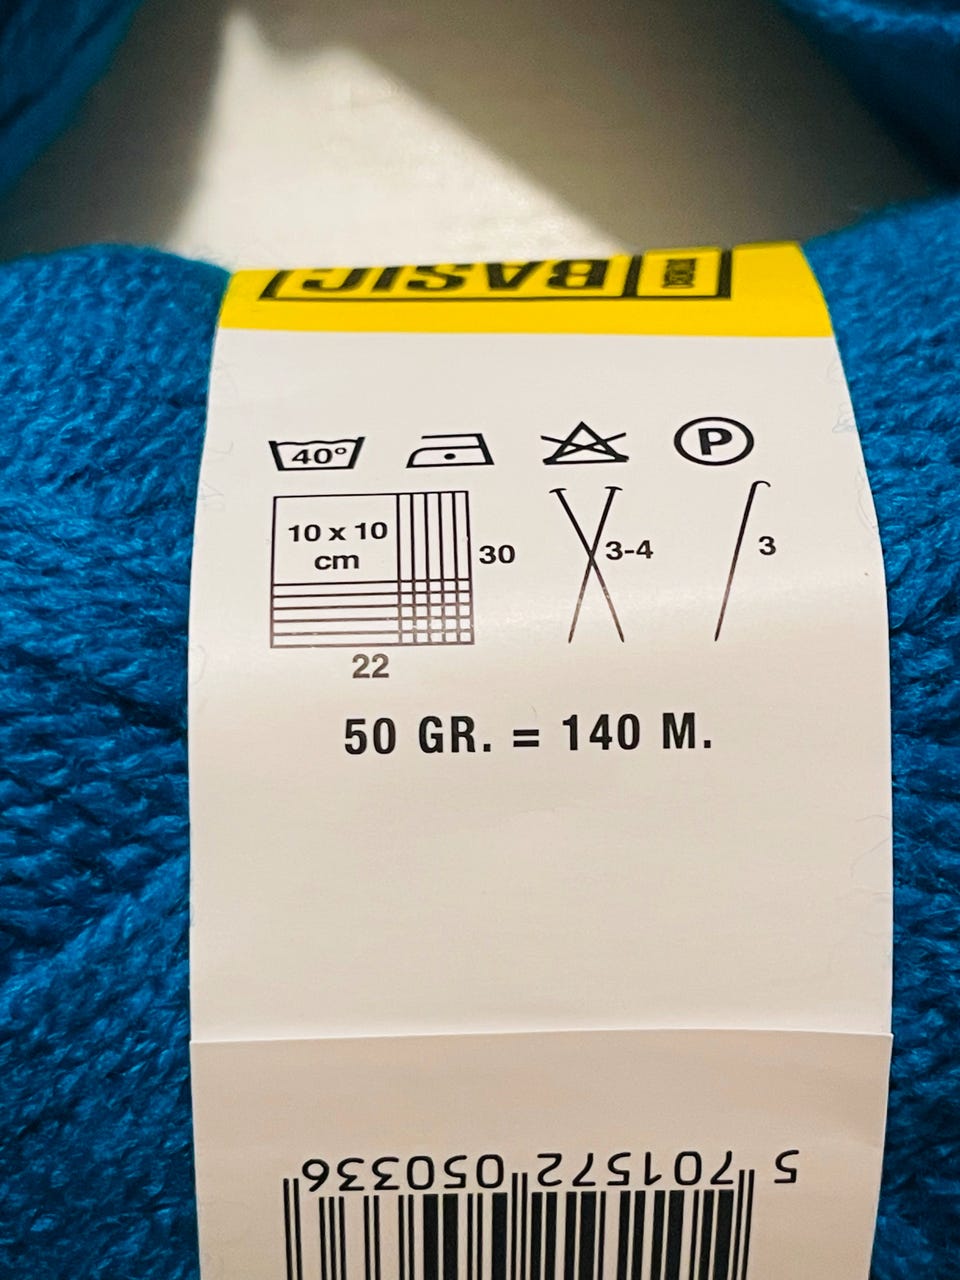 BASIC
40°
P
10 x 10
cm
30
3-4
3
22
50 GR. = 140 M.
5 701572 050336